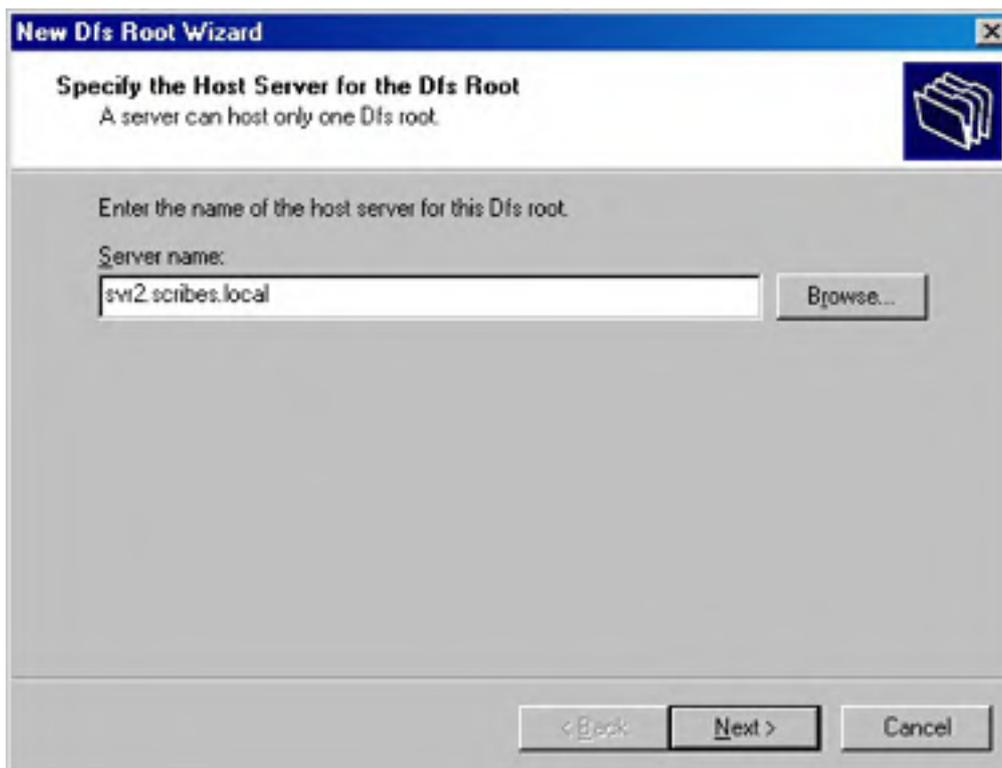 New Dfs Root Wizard
Specify the Host Server for the Dfs Root
A server can host only one Dfs root.
Enter the name of the host server for this Dfs root.
Server name:
svr2.scribes.local
Browse...
< Back
Next >
Cancel